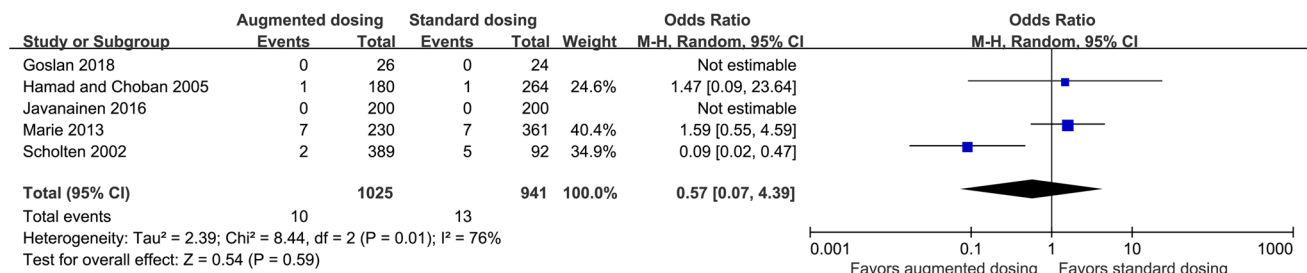 Augmented dosing Standard dosing Odds Ratio Odds Ratio
Study or Subgroup Events Total Events Total Weight M-H, Random, 95% CI M-H, Random, 95% CI
Goslan 2018 0 26 0 24 Not estimable
Hamad and Choban 2005 1 180 1 264 24.6% 1.47 [0.09, 23.64]
Javanainen 2016 0 200 0 200 Not estimable
Marie 2013 7 230 7 361 40.4% 1.59 [0.55, 4.59]
Scholten 2002 2 389 5 92 34.9% 0.09 [0.02, 0.47]
Total (95% CI) 1025 941 100.0% 0.57 [0.07, 4.39]
Total events 10 13
Heterogeneity: Tau² = 2.39; Chi² = 8.44, df = 2 (P = 0.01); I² = 76%
Test for overall effect: Z = 0.54 (P = 0.59)
0.001 0.1 1 10 1000
Favors augmented dosing Favors standard dosing